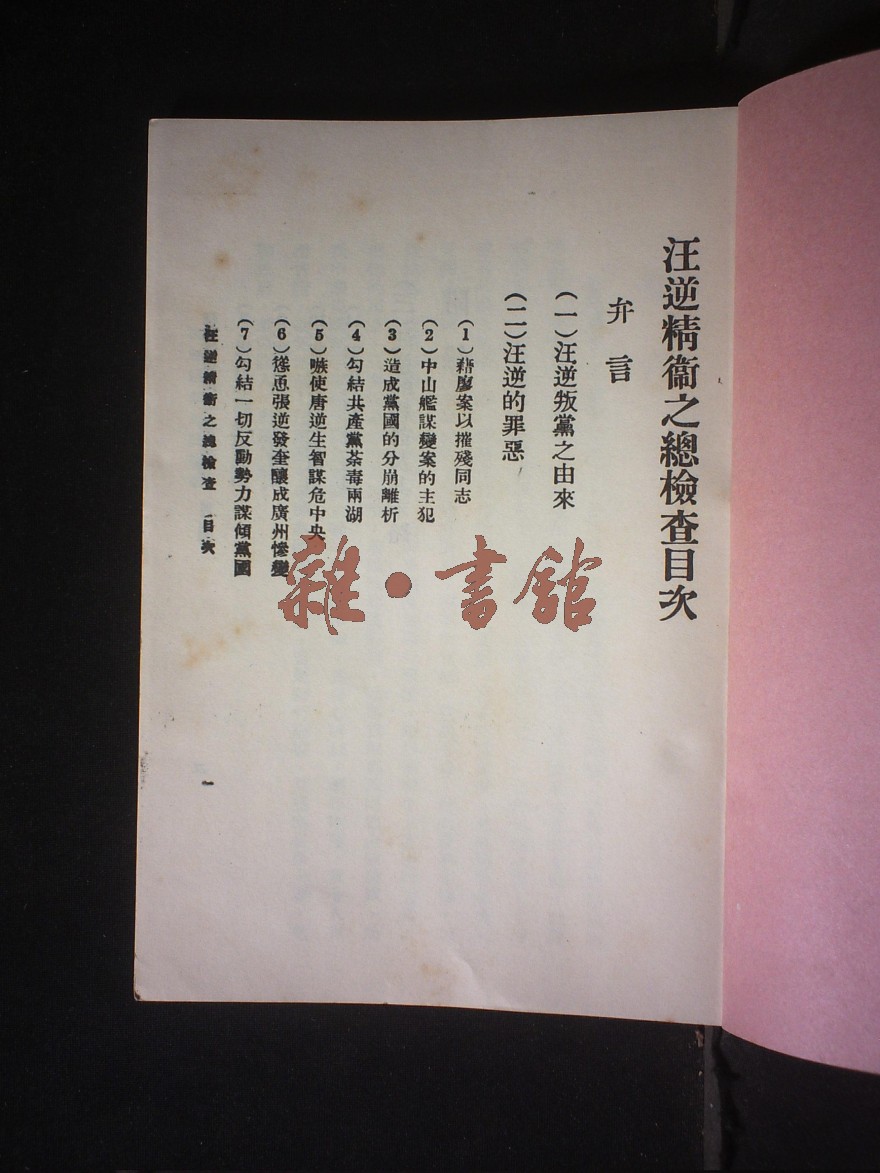 汪逆精衞之總檢查目次
弁言
(一)汪逆叛黨之由來
(二)汪逆的罪惡
(1)藉廖案以摧殘同志
(2)中山艦謀變案的主犯
(3)造成黨國的分崩離析
(4)勾結共產黨荼毒兩湖
(5)嗾使唐逆生智謀危中央
(6)慫恿張逆發奎釀成廣州慘變
(7)勾結一切反動勢力謀傾黨國
汪逆精衞之總檢查 目次
一
雜·書館